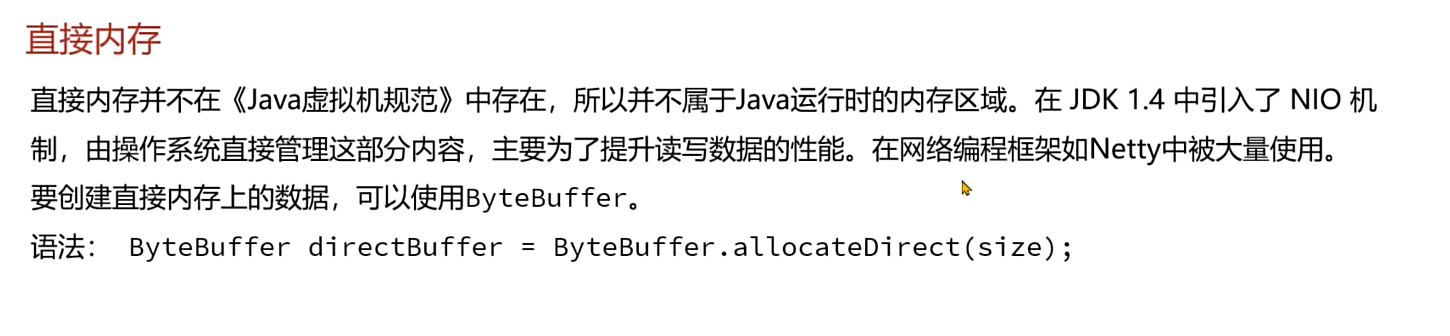 直接内存
直接内存并不在《Java虚拟机规范》中存在，所以并不属于Java运行时的内存区域。在 JDK 1.4 中引入了 NIO 机
制，由操作系统直接管理这部分内容，主要为了提升读写数据的性能。在网络编程框架如Netty中被大量使用。
要创建直接内存上的数据，可以使用ByteBuffer。
语法： ByteBuffer directBuffer = ByteBuffer.allocateDirect(size);